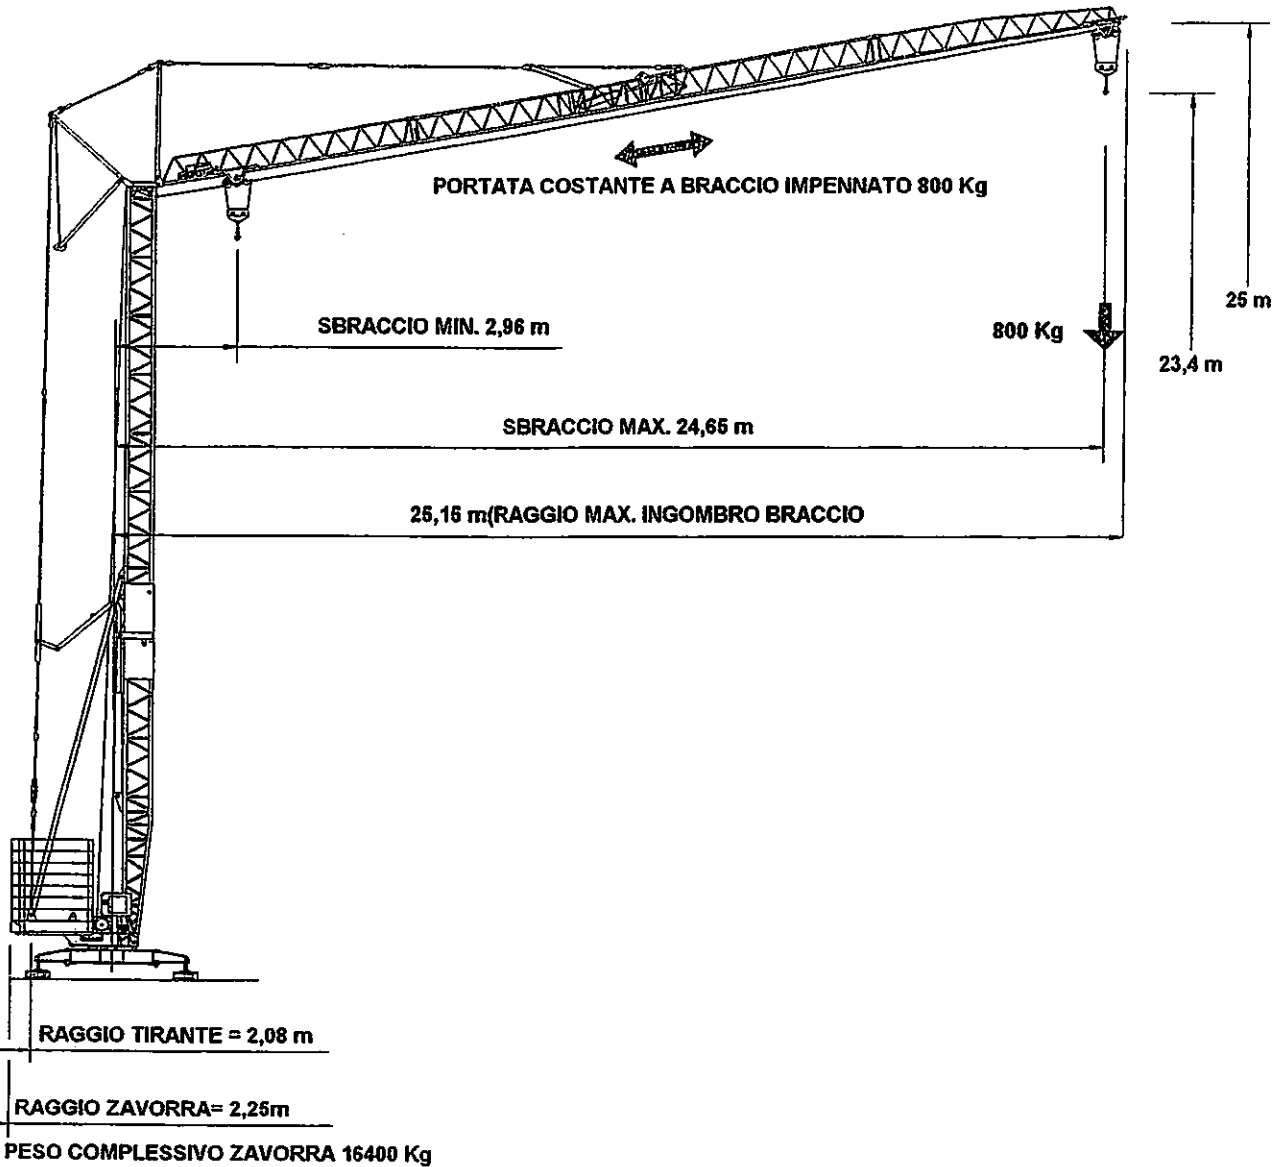 PORTATA COSTANTE A BRACCIO IMPENNATO 800 Kg
25 m
SBRACCIO MIN. 2,96 m
800 Kg
23,4 m
SBRACCIO MAX. 24,65 m
25,15 m(RAGGIO MAX. INGOMBRO BRACCIO
RAGGIO TIRANTE = 2,08 m
RAGGIO ZAVORRA= 2,25m
PESO COMPLESSIVO ZAVORRA 16400 Kg